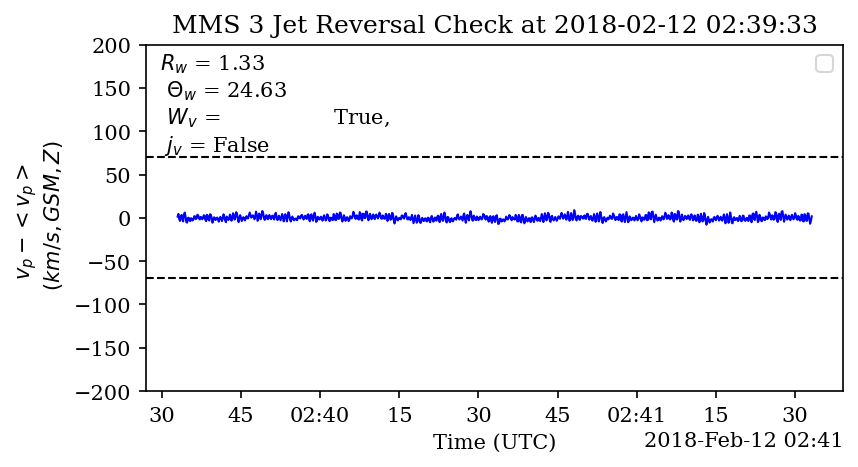 MMS 3 Jet Reversal Check at 2018-02-12 02:39:33
200
150
100
50
0
−50
−100
−150
−200
v_p − < v_p >
(km/s, GSM, Z)
R_w = 1.33
Θ_w = 24.63
W_v = True,
j_v = False
30 45 02:40 15 30 45 02:41 15 30
Time (UTC)
2018-Feb-12 02:41